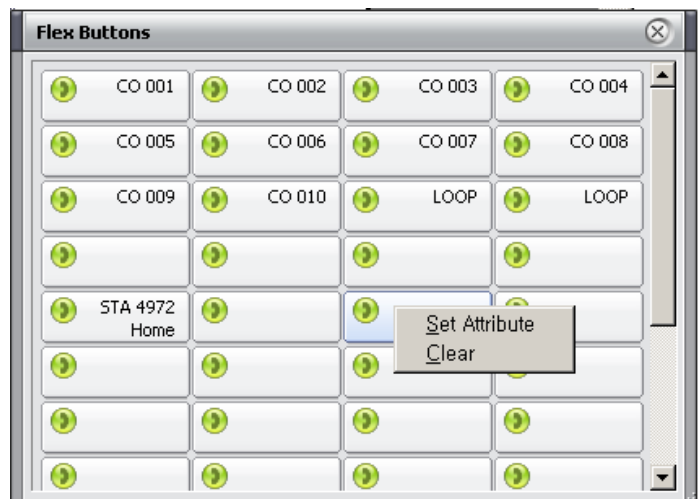 Flex Buttons
CO 001 CO 002 CO 003 CO 004
CO 005 CO 006 CO 007 CO 008
CO 009 CO 010 LOOP LOOP
STA 4972
Home
Set Attribute
Clear